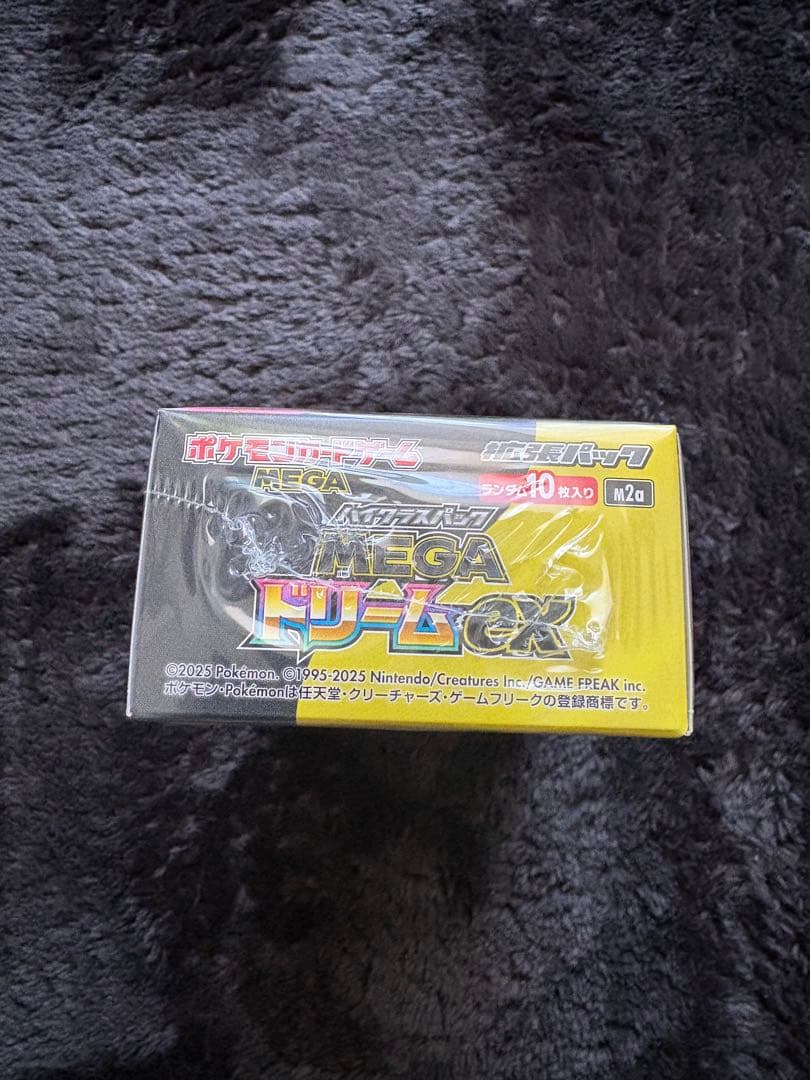 ポケモンカードゲーム
MEGA
拡張パック
ランダム10枚入り
M2a
ハイクラスパック
MEGA
ドリームex
©2025 Pokémon. ©1995-2025 Nintendo/Creatures Inc./GAME FREAK inc.
ポケモン・Pokémonは任天堂・クリーチャーズ・ゲームフリークの登録商標です。